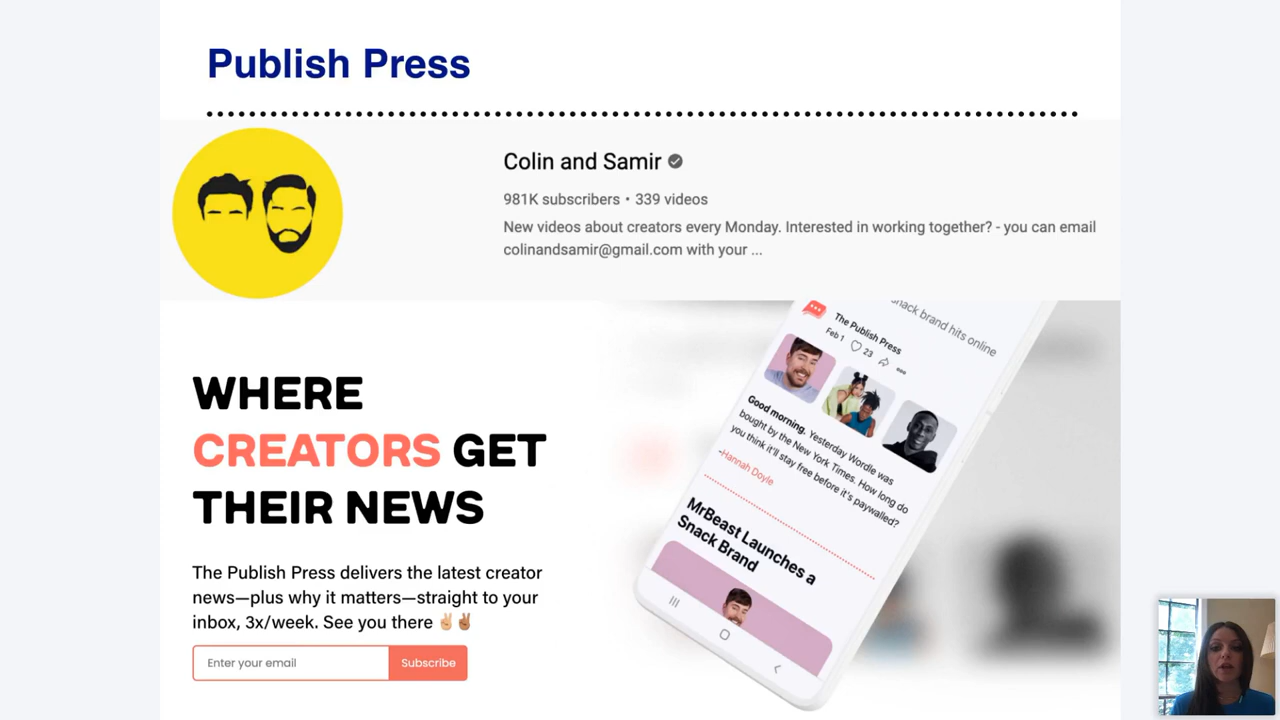 Publish Press
Colin and Samir
981K subscribers • 339 videos
New videos about creators every Monday. Interested in working together? - you can email
colinandsamir@gmail.com with your ...
WHERE
CREATORS GET
THEIR NEWS
The Publish Press delivers the latest creator
news—plus why it matters—straight to your
inbox, 3x/week. See you there ✌🏼✌🏾
Enter your email
Subscribe
snack brand hits online
The Publish Press
Feb 1 23
Good morning. Yesterday Wordle was
bought by the New York Times. How long do
you think it'll stay free before it's paywalled?
-Hannah Doyle
MrBeast Launches a
Snack Brand